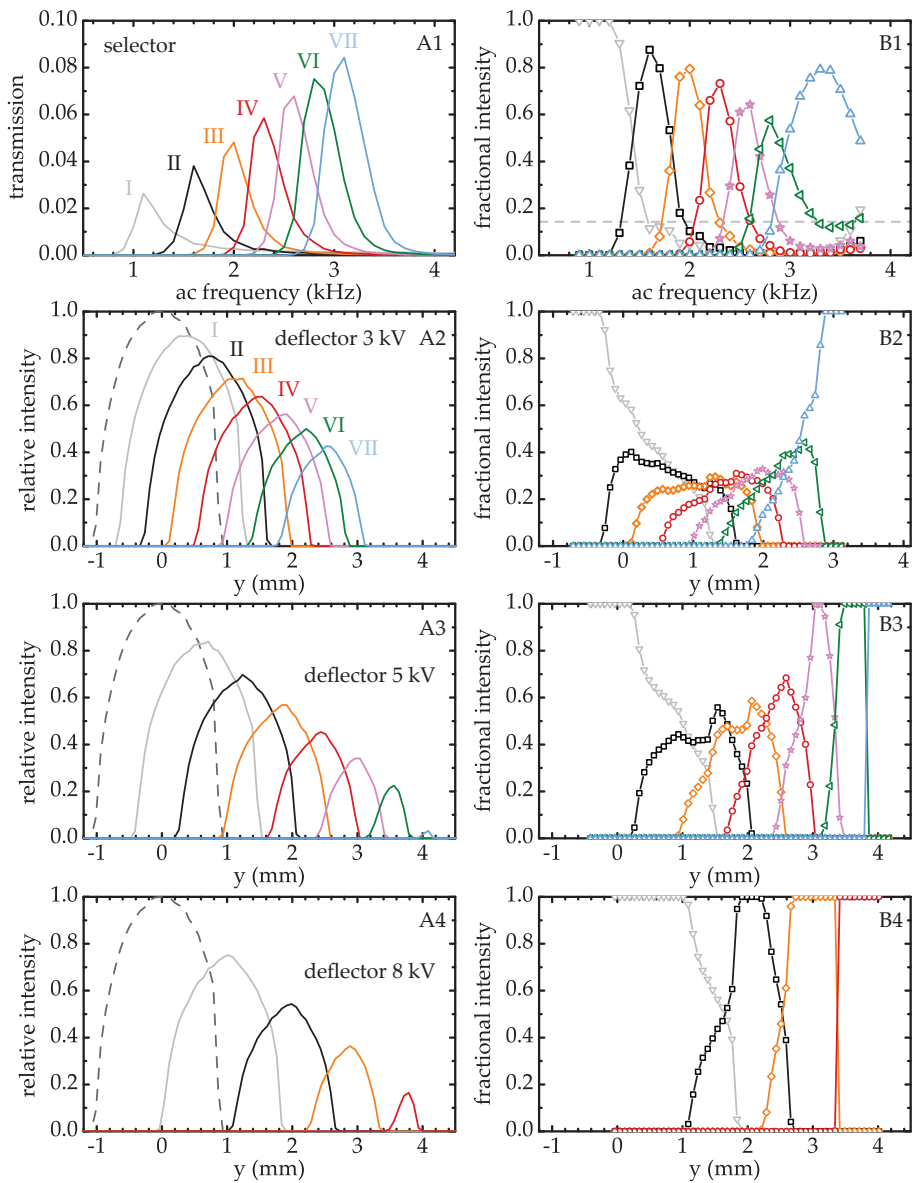 A1
selector
I
II
III
IV
V
VI
VII
transmission
0.10
0.08
0.06
0.04
0.02
0.00
1
2
3
4
ac frequency (kHz)
B1
fractional intensity
1.0
0.8
0.6
0.4
0.2
0.0
1
2
3
4
ac frequency (kHz)
A2
deflector 3 kV
I
II
III
IV
V
VI
VII
relative intensity
1.0
0.8
0.6
0.4
0.2
0.0
-1
0
1
2
3
4
y (mm)
B2
fractional intensity
1.0
0.8
0.6
0.4
0.2
0.0
-1
0
1
2
3
4
y (mm)
A3
deflector 5 kV
relative intensity
1.0
0.8
0.6
0.4
0.2
0.0
-1
0
1
2
3
4
y (mm)
B3
fractional intensity
1.0
0.8
0.6
0.4
0.2
0.0
-1
0
1
2
3
4
y (mm)
A4
deflector 8 kV
relative intensity
1.0
0.8
0.6
0.4
0.2
0.0
-1
0
1
2
3
4
y (mm)
B4
fractional intensity
1.0
0.8
0.6
0.4
0.2
0.0
-1
0
1
2
3
4
y (mm)